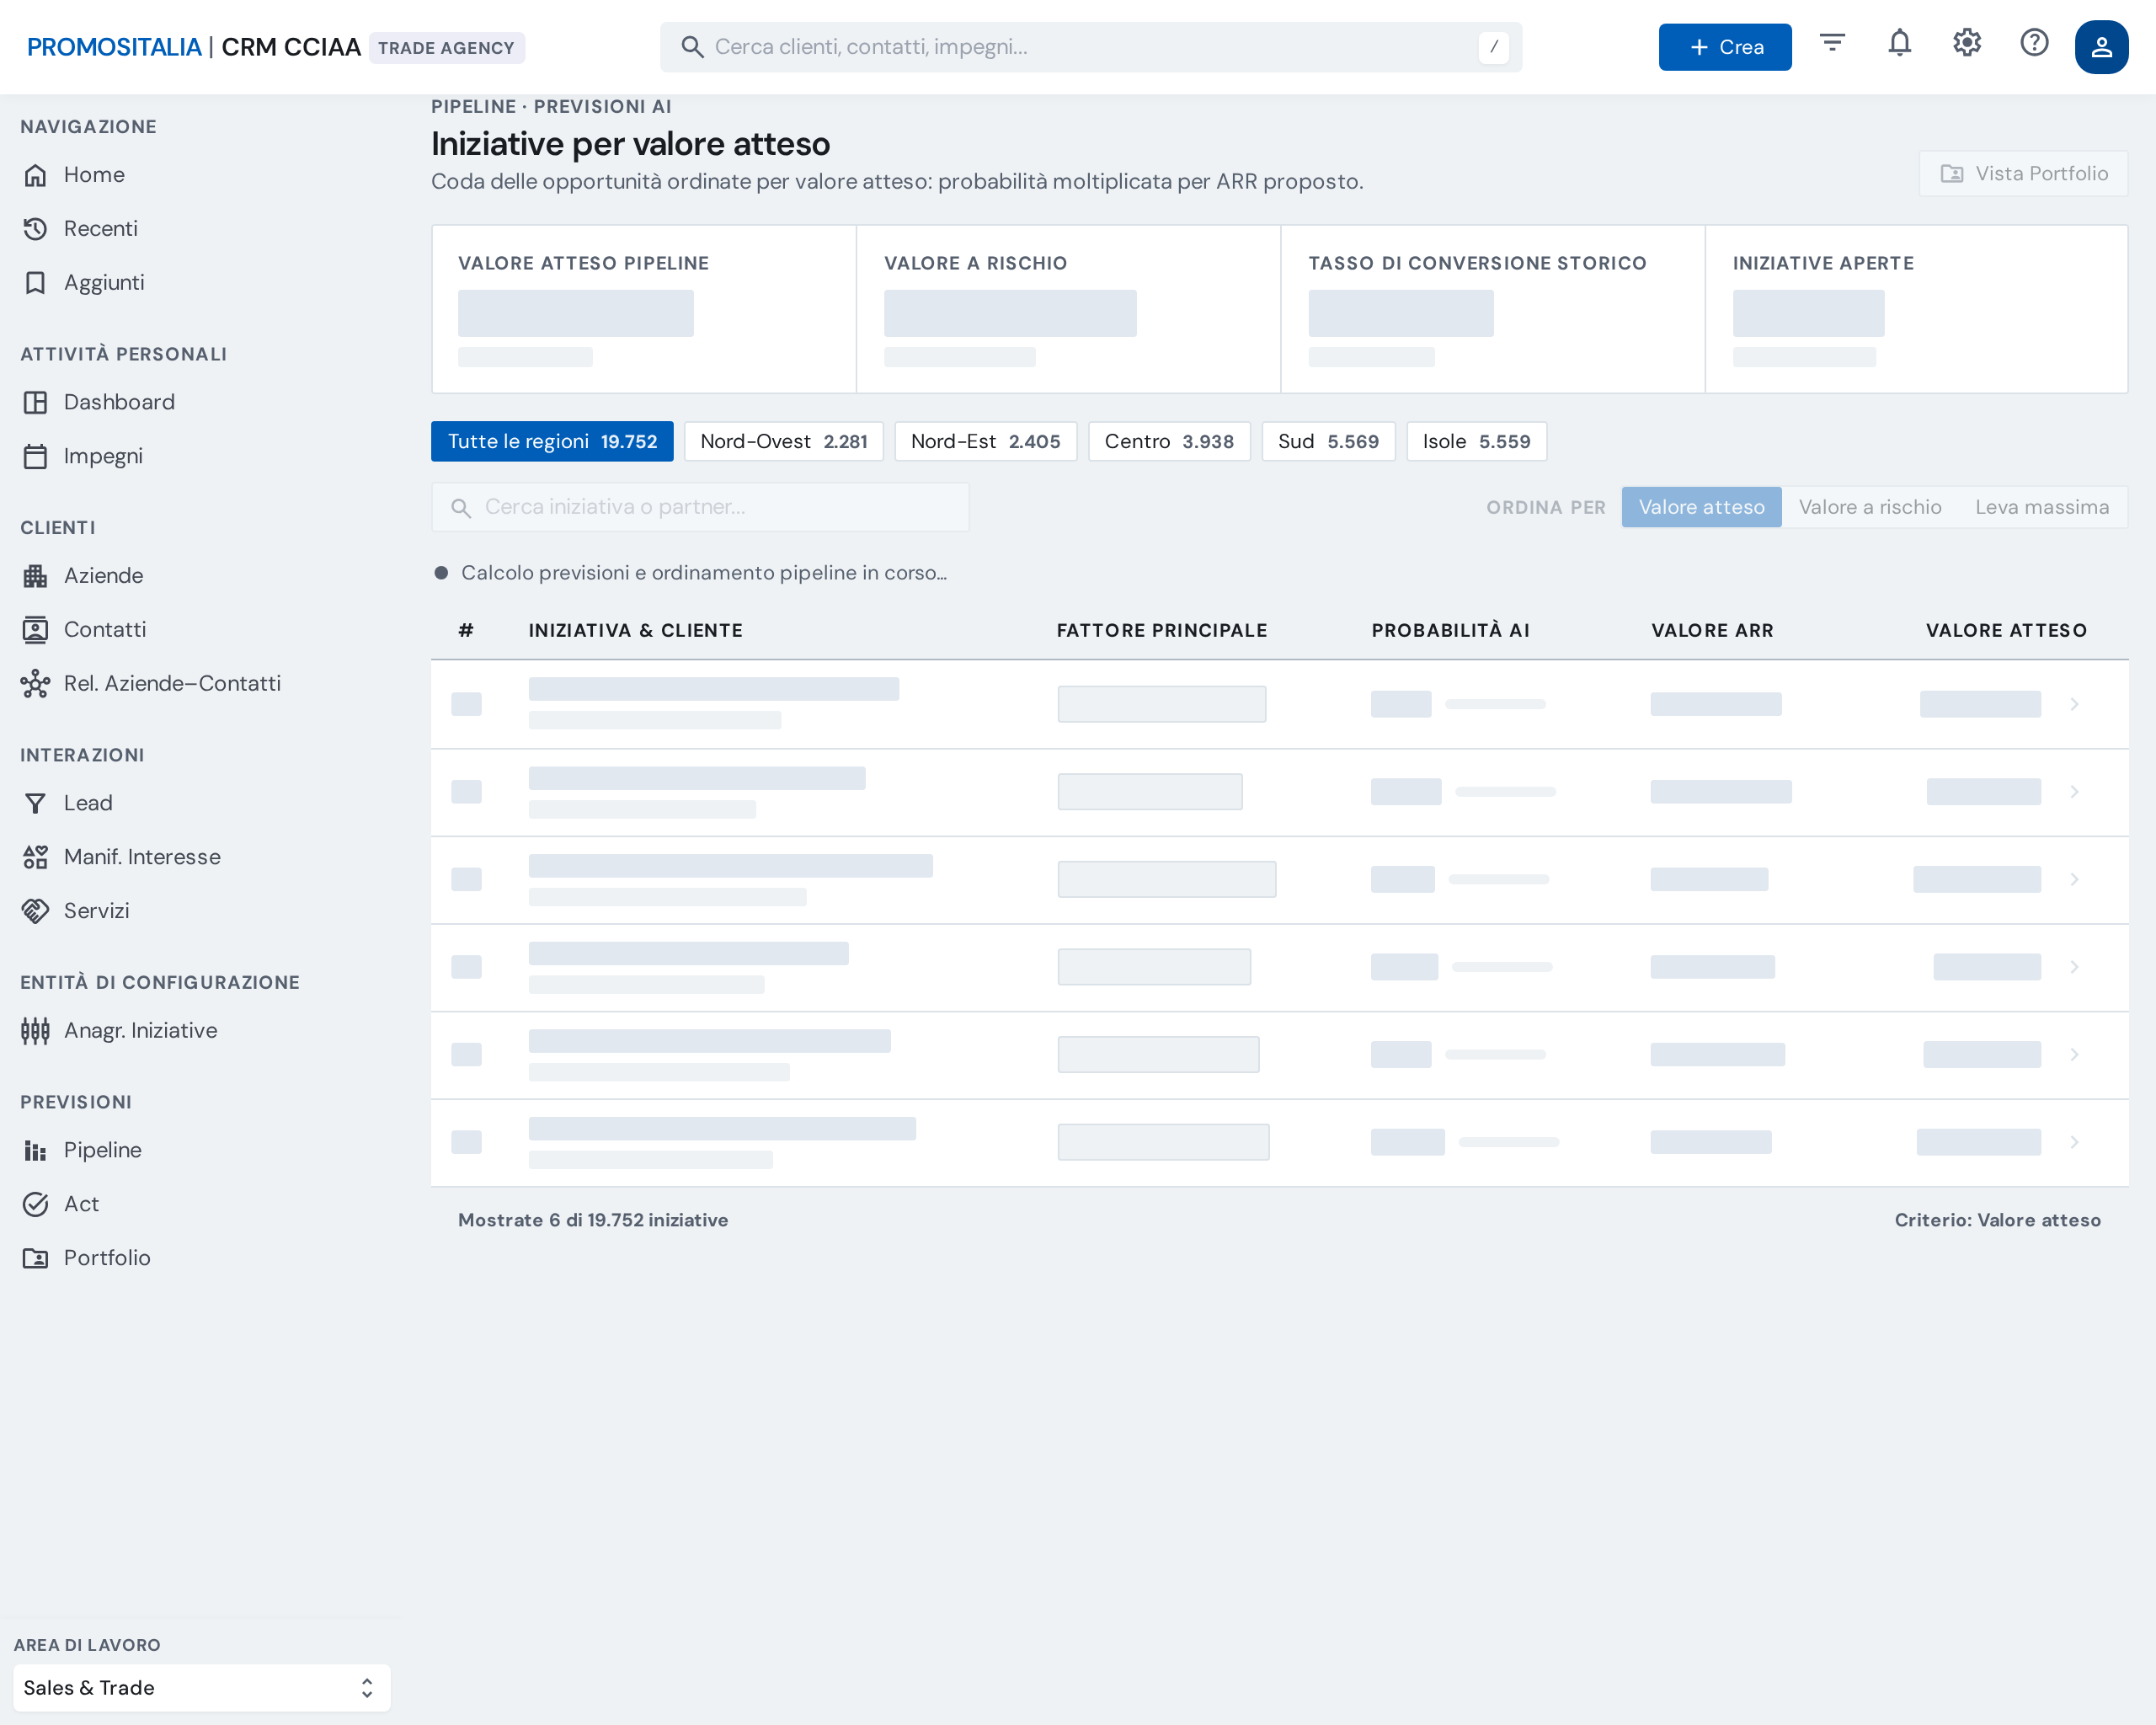 PROMOSITALIA | CRM CCIAA TRADE AGENCY
Cerca clienti, contatti, impegni... /
+ Crea
NAVIGAZIONE
Home
Recenti
Aggiunti
ATTIVITÀ PERSONALI
Dashboard
Impegni
CLIENTI
Aziende
Contatti
Rel. Aziende–Contatti
INTERAZIONI
Lead
Manif. Interesse
Servizi
ENTITÀ DI CONFIGURAZIONE
Anagr. Iniziative
PREVISIONI
Pipeline
Act
Portfolio
AREA DI LAVORO
Sales & Trade
PIPELINE · PREVISIONI AI
Iniziative per valore atteso
Coda delle opportunità ordinate per valore atteso: probabilità moltiplicata per ARR proposto.
Vista Portfolio
VALORE ATTESO PIPELINE
VALORE A RISCHIO
TASSO DI CONVERSIONE STORICO
INIZIATIVE APERTE
Tutte le regioni 19.752
Nord-Ovest 2.281
Nord-Est 2.405
Centro 3.938
Sud 5.569
Isole 5.559
Cerca iniziativa o partner...
ORDINA PER
Valore atteso
Valore a rischio
Leva massima
Calcolo previsioni e ordinamento pipeline in corso...
# INIZIATIVA & CLIENTE FATTORE PRINCIPALE PROBABILITÀ AI VALORE ARR VALORE ATTESO
Mostrate 6 di 19.752 iniziative
Criterio: Valore atteso